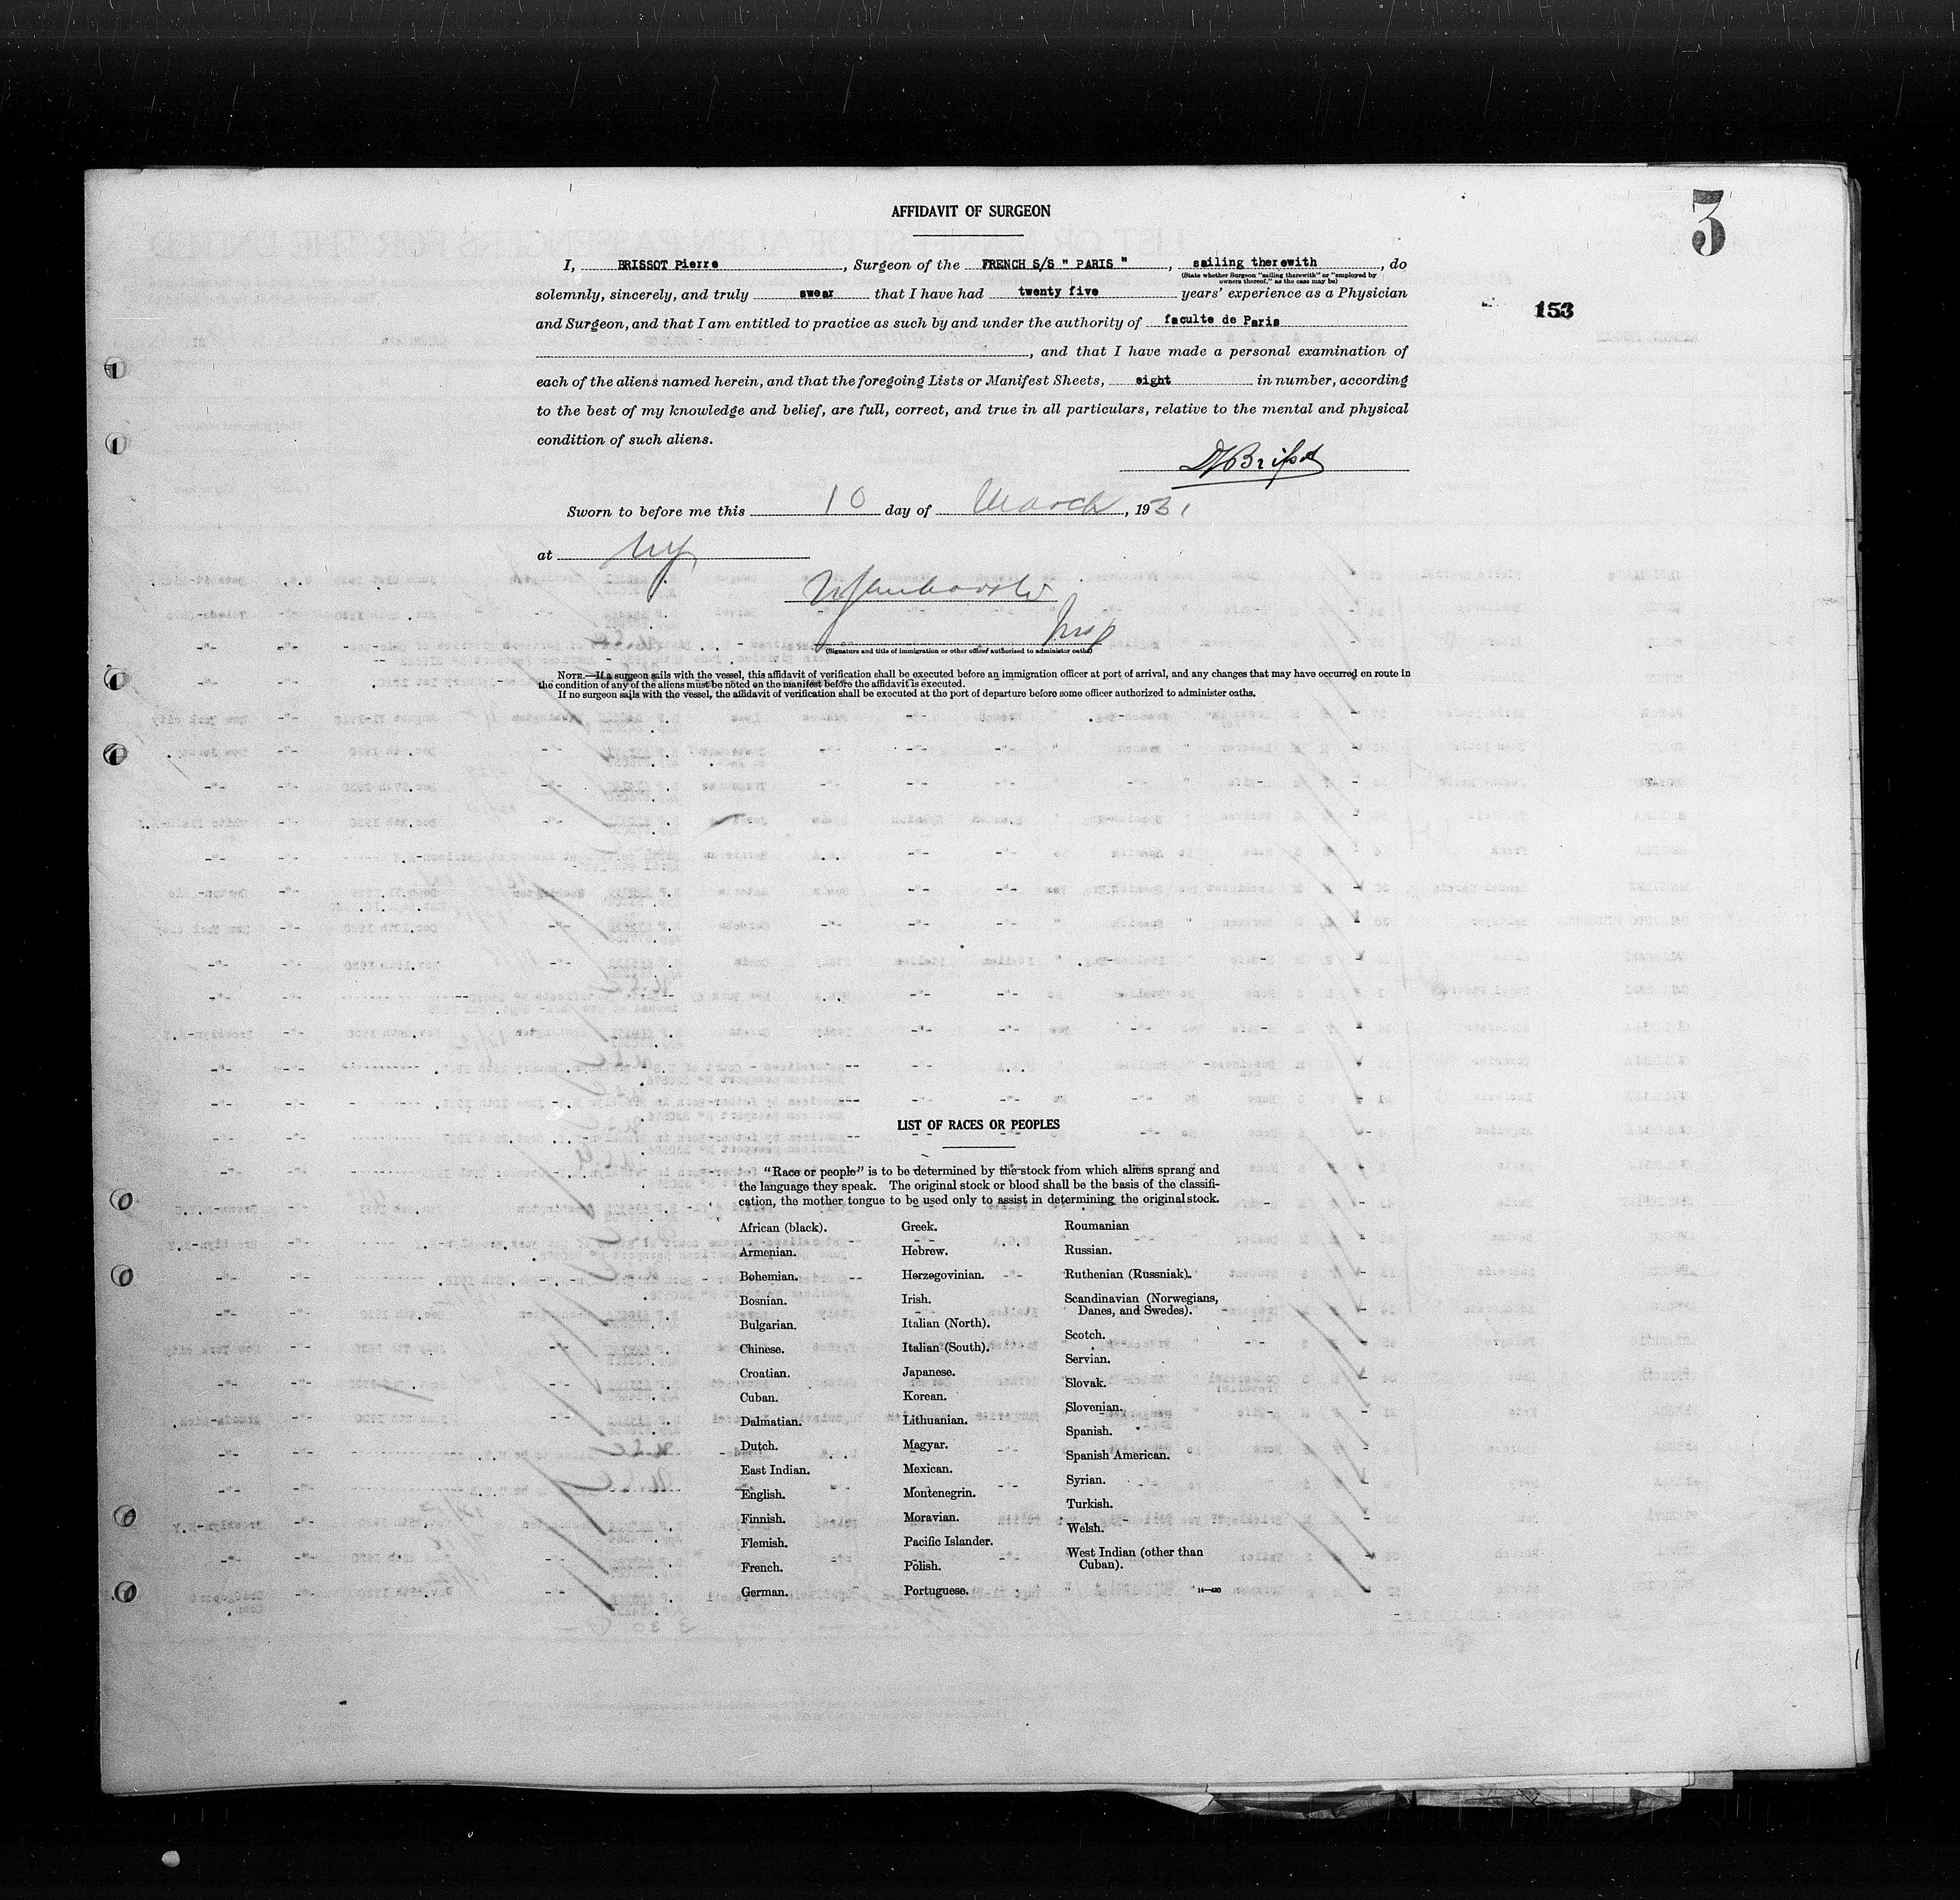 3
AFFIDAVIT OF SURGEON
I, BRISSOT Pierre, Surgeon of the FRENCH S/S " PARIS ", sailing therewith, do
(State whether Surgeon "sailing therewith" or "employed by
owners thereof," as the case may be)
solemnly, sincerely, and truly swear that I have had twenty five years' experience as a Physician
153
and Surgeon, and that I am entitled to practice as such by and under the authority of faculte de Paris
, and that I have made a personal examination of
each of the aliens named herein, and that the foregoing Lists or Manifest Sheets, eight in number, according
to the best of my knowledge and belief, are full, correct, and true in all particulars, relative to the mental and physical
condition of such aliens.
Sworn to before me this 10 day of March, 1931
at NY
Insp
(Signature and title of immigration or other officer authorized to administer oaths)
NOTE.—If a surgeon sails with the vessel, this affidavit of verification shall be executed before an immigration officer at port of arrival, and any changes that may have occurred en route in
the condition of any of the aliens must be noted on the manifest before the affidavit is executed.
If no surgeon sails with the vessel, the affidavit of verification shall be executed at the port of departure before some officer authorized to administer oaths.
LIST OF RACES OR PEOPLES
"Race or people" is to be determined by the stock from which aliens sprang and
the language they speak. The original stock or blood shall be the basis of the classifi-
cation, the mother tongue to be used only to assist in determining the original stock.
African (black).
Armenian.
Bohemian.
Bosnian.
Bulgarian.
Chinese.
Croatian.
Cuban.
Dalmatian.
Dutch.
East Indian.
English.
Finnish.
Flemish.
French.
German.
Greek.
Hebrew.
Herzegovinian.
Irish.
Italian (North).
Italian (South).
Japanese.
Korean.
Lithuanian.
Magyar.
Mexican.
Montenegrin.
Moravian.
Pacific Islander.
Polish.
Portuguese.
Roumanian
Russian.
Ruthenian (Russniak).
Scandinavian (Norwegians,
Danes, and Swedes).
Scotch.
Servian.
Slovak.
Slovenian.
Spanish.
Spanish American.
Syrian.
Turkish.
Welsh.
West Indian (other than
Cuban).